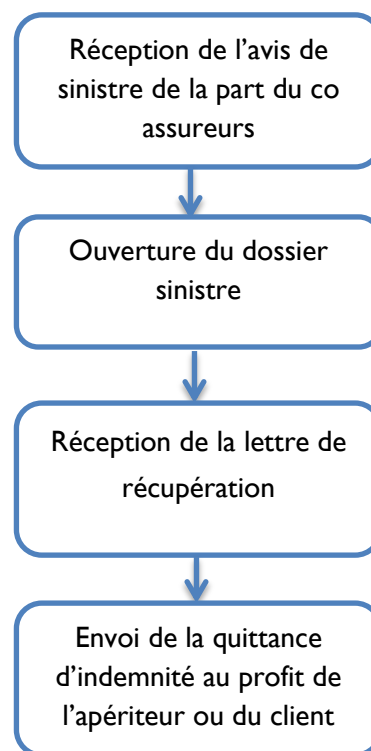 Réception de l’avis de
sinistre de la part du co
assureurs
Ouverture du dossier
sinistre
Réception de la lettre de
récupération
Envoi de la quittance
d’indemnité au profit de
l’apériteur ou du client